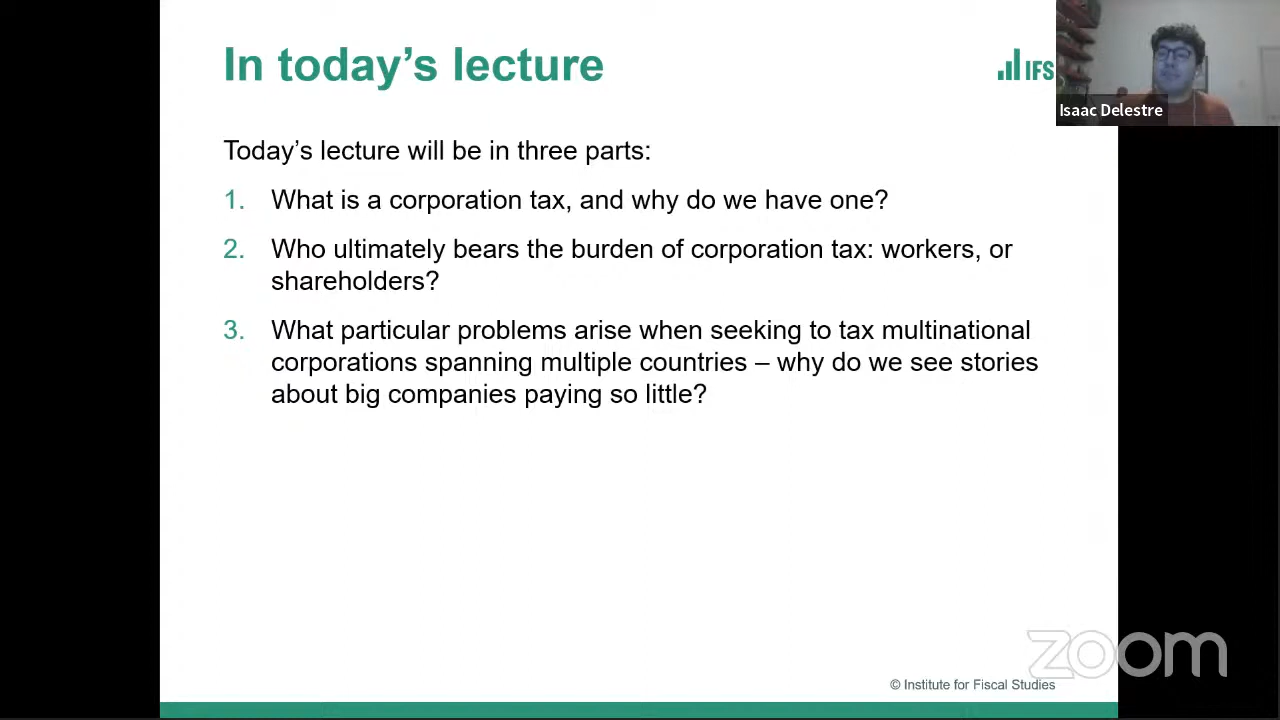 In today's lecture
IFS
Isaac Delestre
Today's lecture will be in three parts:
1. What is a corporation tax, and why do we have one?
2. Who ultimately bears the burden of corporation tax: workers, or
shareholders?
3. What particular problems arise when seeking to tax multinational
corporations spanning multiple countries – why do we see stories
about big companies paying so little?
zoom
© Institute for Fiscal Studies